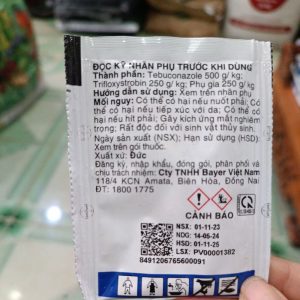 ĐỌC KỸ NHÃN PHỤ TRƯỚC KHI DÙNG
Thành phần: Tebuconazole 500 g/ kg;
Trifloxystrobin 250 g/ kg; Phụ gia 250 g/ kg
Hướng dẫn sử dụng: Xem trên nhãn phụ
Mối nguy: Có thể có hại nếu nuốt phải; Có
thể có hại nếu tiếp xúc với da; Có thể có
hại nếu hít phải; Gây kích ứng mắt nghiêm
trọng; Rất độc đối với sinh vật thủy sinh.
Ngày sản xuất (NSX); Hạn sử dụng (HSD):
Xem trên gói thuốc.
Xuất xứ: Đức
Đăng ký, nhập khẩu, đóng gói, phân phối và
chịu trách nhiệm: Cty TNHH Bayer Việt Nam
118/4 KCN Amata, Biên Hòa, Đồng Nai
ĐT: 1800 1775
CẢNH BÁO
NSX: 01-11-23
NDG: 14-05-24
HSD: 01-11-25
LSX: PV00001382
8491206765600091